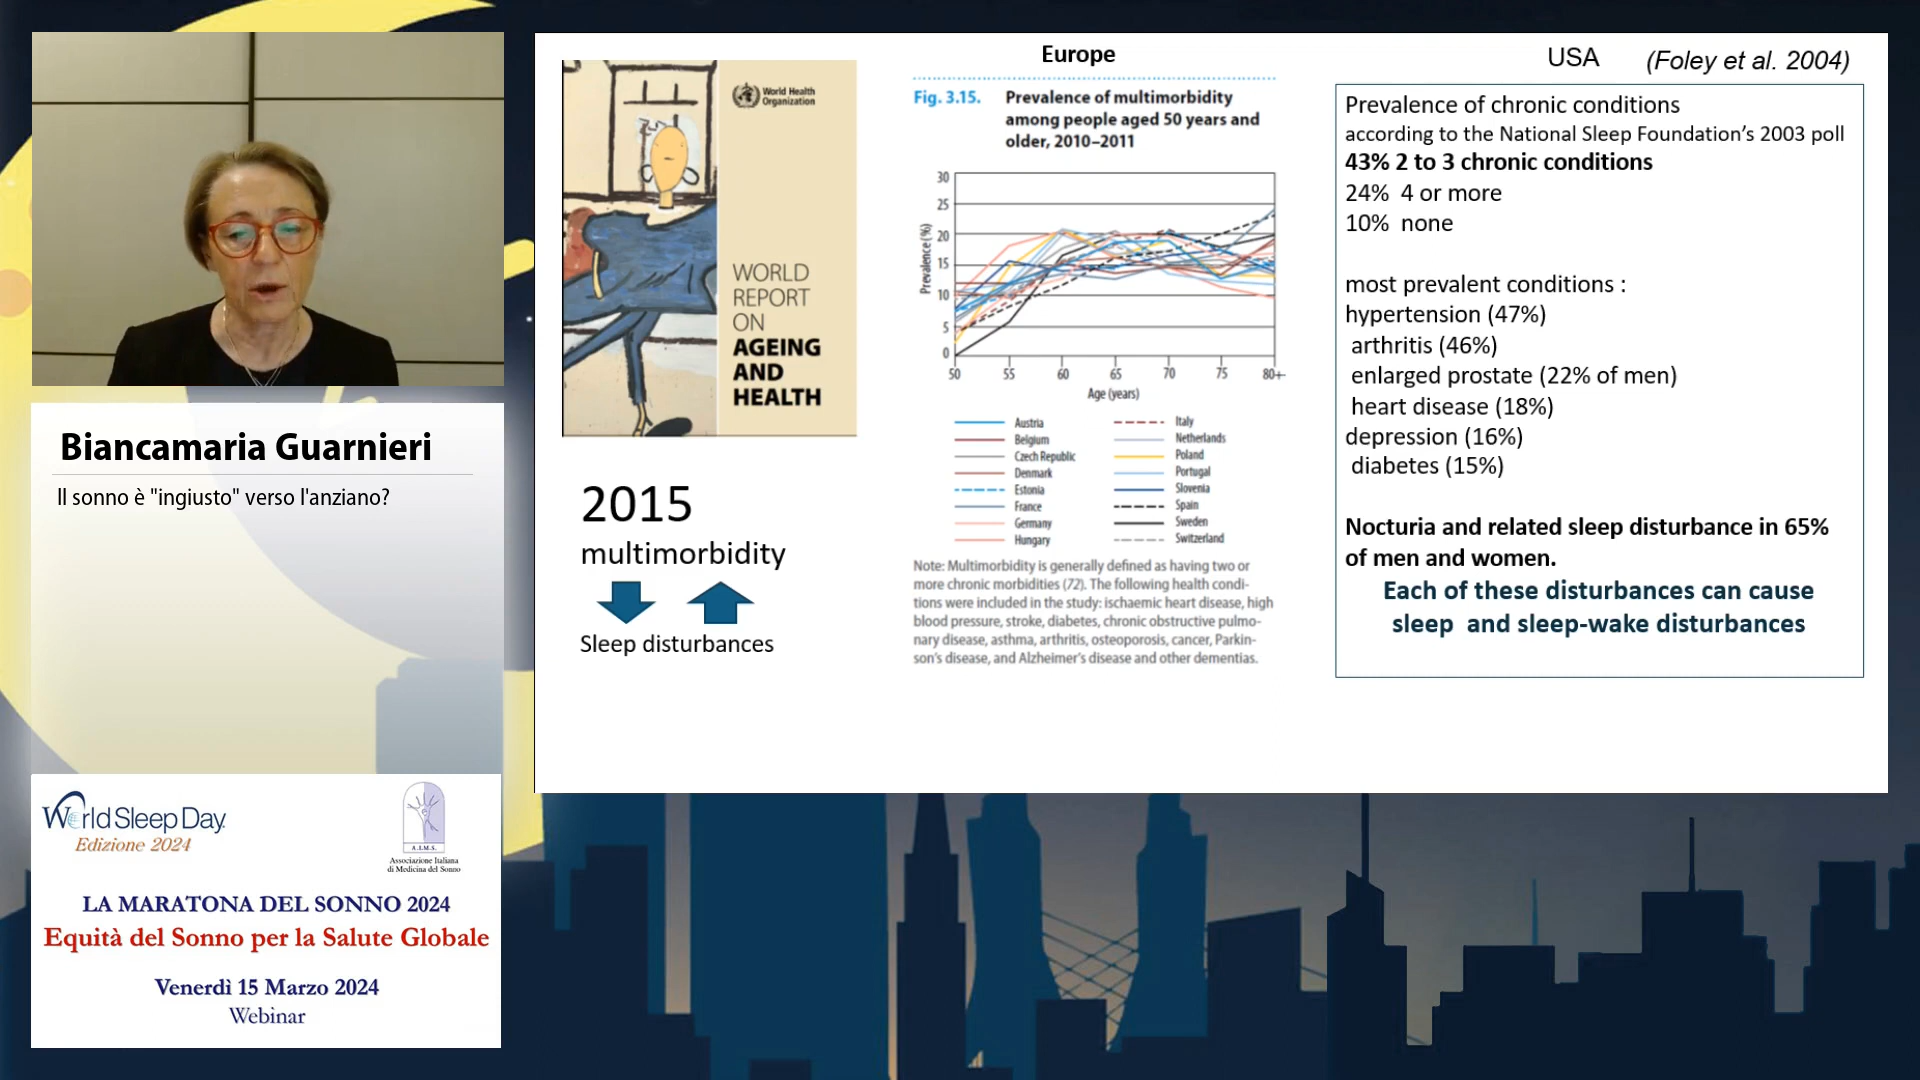 Biancamaria Guarnieri
Il sonno è "ingiusto" verso l'anziano?
World Sleep Day
Edizione 2024
A.I.M.S.
Associazione Italiana
di Medicina del Sonno
LA MARATONA DEL SONNO 2024
Equità del Sonno per la Salute Globale
Venerdì 15 Marzo 2024
Webinar
World Health
Organization
WORLD
REPORT
ON
AGEING
AND
HEALTH
2015
multimorbidity
Sleep disturbances
Europe
Fig. 3.15. Prevalence of multimorbidity
among people aged 50 years and
older, 2010–2011
Prevalence (%)
30
25
20
15
10
5
0
50 55 60 65 70 75 80+
Age (years)
Austria
Belgium
Czech Republic
Denmark
Estonia
France
Germany
Hungary
Italy
Netherlands
Poland
Portugal
Slovenia
Spain
Sweden
Switzerland
Note: Multimorbidity is generally defined as having two or
more chronic morbidities (72). The following health condi-
tions were included in the study: ischaemic heart disease, high
blood pressure, stroke, diabetes, chronic obstructive pulmo-
nary disease, asthma, arthritis, osteoporosis, cancer, Parkin-
son's disease, and Alzheimer's disease and other dementias.
USA (Foley et al. 2004)
Prevalence of chronic conditions
according to the National Sleep Foundation's 2003 poll
43% 2 to 3 chronic conditions
24% 4 or more
10% none
most prevalent conditions :
hypertension (47%)
arthritis (46%)
enlarged prostate (22% of men)
heart disease (18%)
depression (16%)
diabetes (15%)
Nocturia and related sleep disturbance in 65%
of men and women.
Each of these disturbances can cause
sleep and sleep-wake disturbances